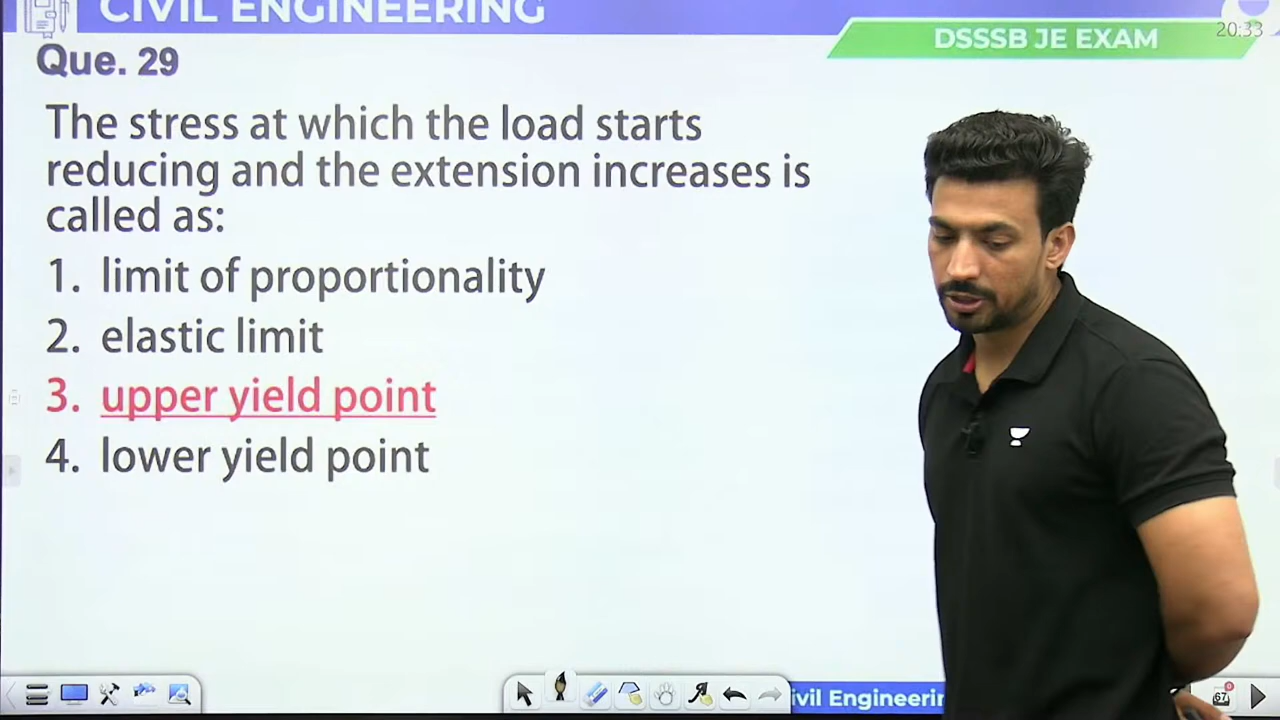 CIVIL ENGINEERING
DSSSB JE EXAM
20:33
Que. 29
The stress at which the load starts
reducing and the extension increases is
called as:
1. limit of proportionality
2. elastic limit
3. upper yield point
4. lower yield point
ivil Engineerin
67